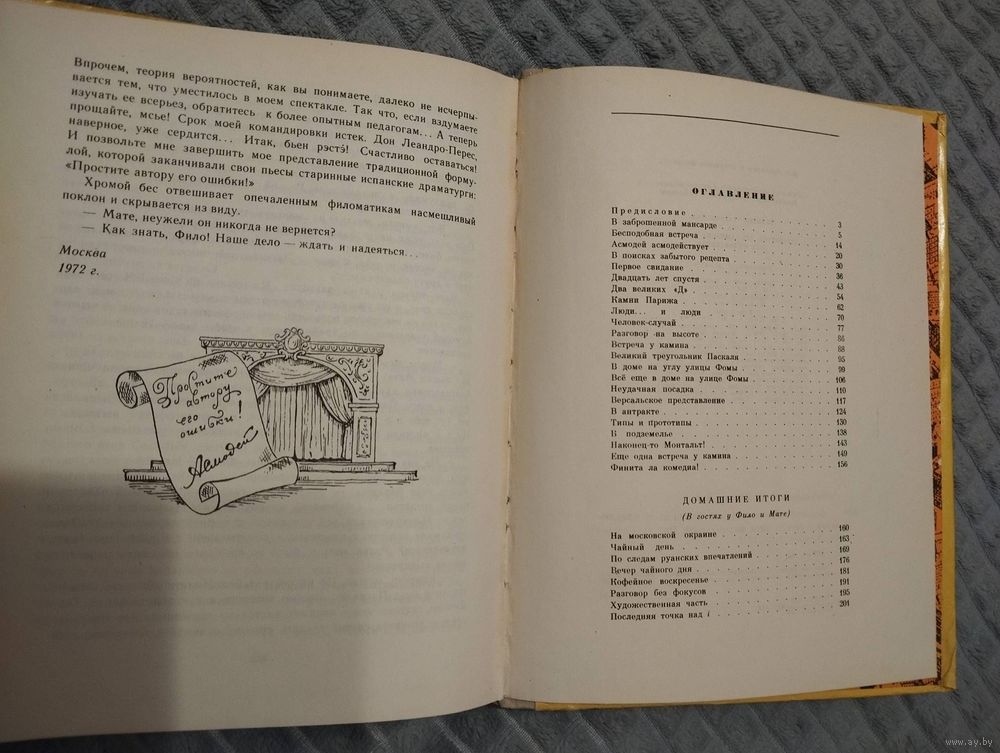 Впрочем, теория вероятностей, как вы понимаете, далеко не исчерпы-
вается тем, что уместилось в моем спектакле. Так что, если вздумаете
изучать ее всерьез, обратитесь к более опытным педагогам... А теперь
прощайте, мсье! Срок моей командировки истек. Дон Леандро-Перес,
наверное, уже сердится... Итак, бьен рэстэ! Счастливо оставаться!
И позвольте мне завершить мое представление традиционной форму-
лой, которой заканчивали свои пьесы старинные испанские драматурги:
«Простите автору его ошибки!»
Хромой бес отвешивает опечаленным филоматикам насмешливый
поклон и скрывается из виду.
— Мате, неужели он никогда не вернется?
— Как знать, Фило! Наше дело — ждать и надеяться...
Москва
1972 г.
Простите
автору
его
ошибки!
Асмодей
ОГЛАВЛЕНИЕ
Предисловие . . . 3
В заброшенной мансарде . . . 5
Бесподобная встреча . . . 14
Асмодей асмодействует . . . 20
В поисках забытого рецепта . . . 30
Первое свидание . . . 36
Двадцать лет спустя . . . 43
Два великих «Д» . . . 54
Камни Парижа . . . 62
Люди... и люди . . . 70
Человек-случай . . . 77
Разговор на высоте . . . 86
Встреча у камина . . . 88
Великий треугольник Паскаля . . . 95
В доме на углу улицы Фомы . . . 99
Всё еще в доме на улице Фомы . . . 106
Неудачная посадка . . . 110
Версальское представление . . . 117
В антракте . . . 124
Типы и прототипы . . . 130
В подземелье . . . 138
Наконец-то Монтальт! . . . 143
Еще одна встреча у камина . . . 149
Финита ла комедиа! . . . 156
ДОМАШНИЕ ИТОГИ
(В гостях у Фило и Мате)
На московской окраине . . . 160
Чайный день . . . 163
По следам руанских впечатлений . . . 169
Вечер чайного дня . . . 176
Кофейное воскресенье . . . 181
Разговор без фокусов . . . 191
Художественная часть . . . 195
Последняя точка над i . . . 201
www.ay.by